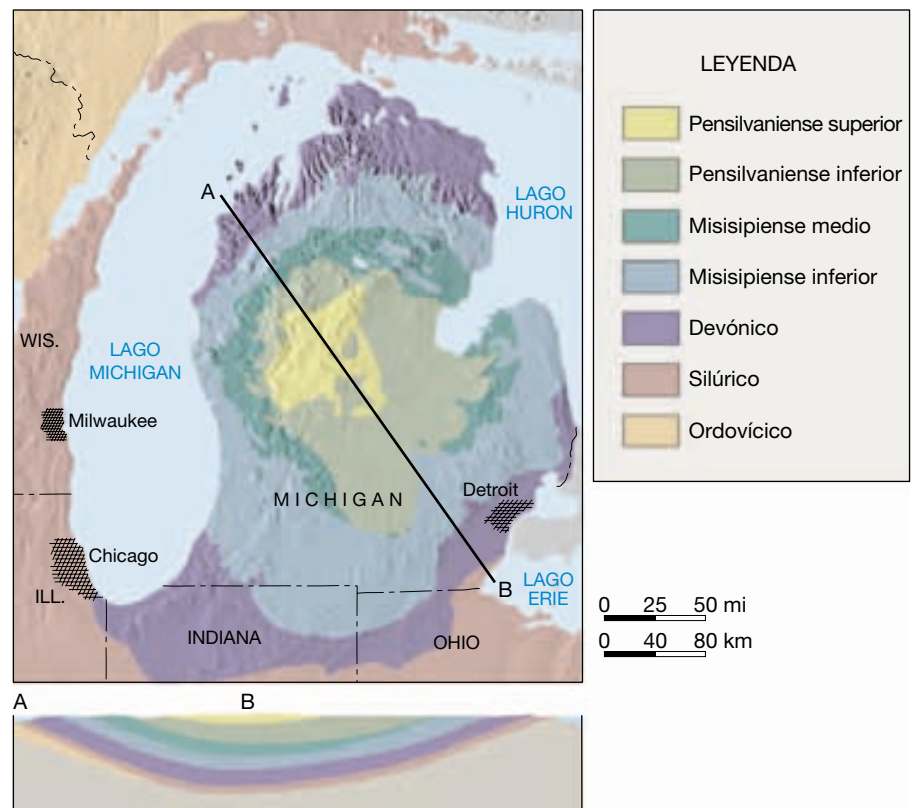 A
LAGO
HURON
WIS.
LAGO
MICHIGAN
Milwaukee
MICHIGAN
Detroit
Chicago
ILL.
B
LAGO
ERIE
INDIANA
OHIO
A
B
LEYENDA
Pensilvaniense superior
Pensilvaniense inferior
Misisipiense medio
Misisipiense inferior
Devónico
Silúrico
Ordovícico
0 25 50 mi
0 40 80 km